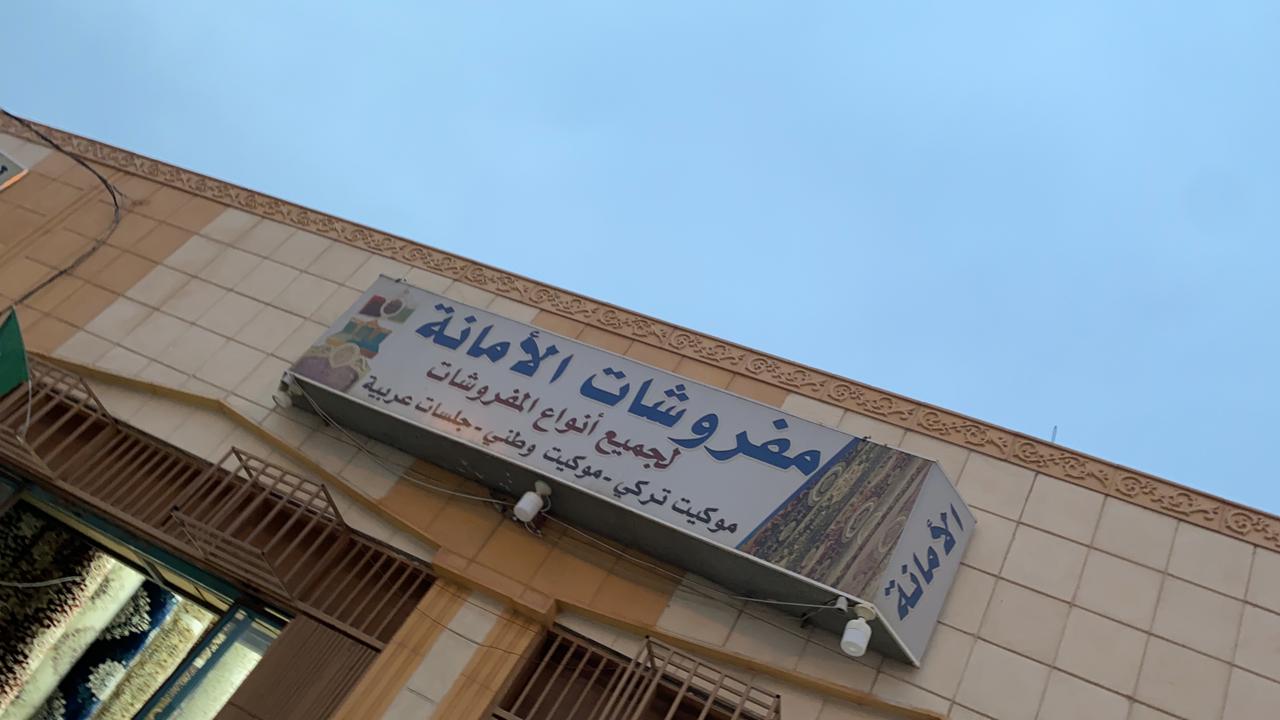 مفروشات الأمانة
لجميع أنواع المفروشات
موكيت تركي - موكيت وطني - جلسات عربية
الأمانة